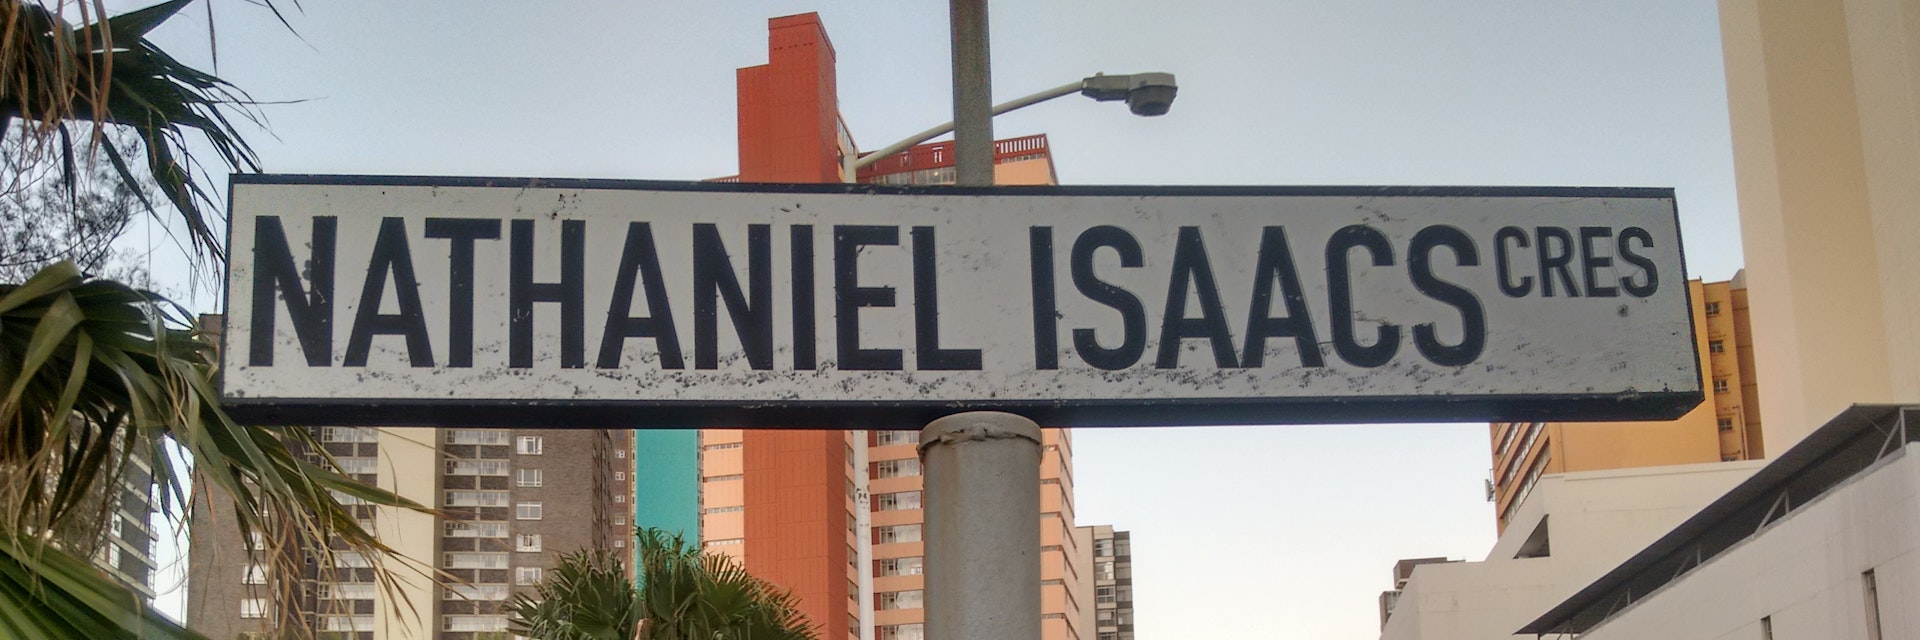 NATHANIEL ISAACS CRES